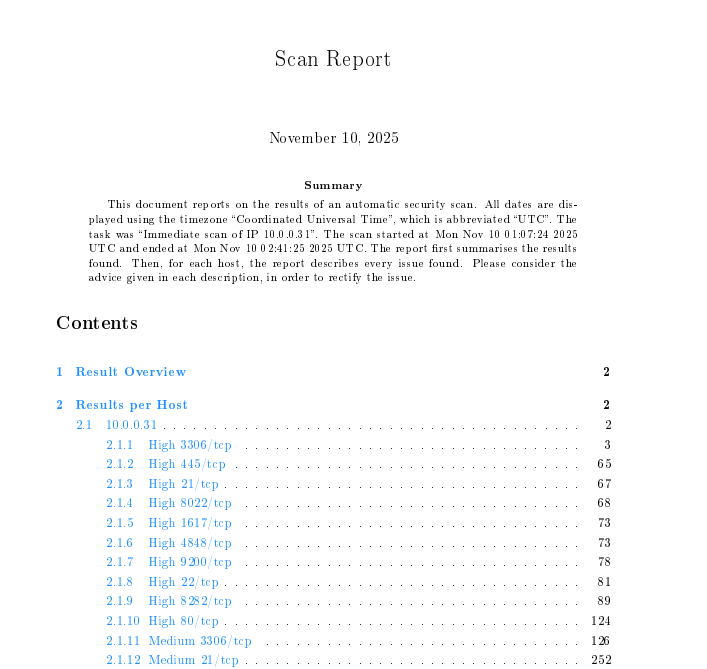 Scan Report
November 10, 2025
Summary
This document reports on the results of an automatic security scan. All dates are dis-
played using the timezone “Coordinated Universal Time”, which is abbreviated “UTC”. The
task was “Immediate scan of IP 10.0.0.31”. The scan started at Mon Nov 10 01:07:24 2025
UTC and ended at Mon Nov 10 02:41:25 2025 UTC. The report first summarises the results
found. Then, for each host, the report describes every issue found. Please consider the
advice given in each description, in order to rectify the issue.
Contents
1 Result Overview 2
2 Results per Host 2
2.1 10.0.0.31 . . . . . . . . . . . . . . . . . . . . . . . . . . . . . . . . . . . . . . . . . 2
2.1.1 High 3306/tcp . . . . . . . . . . . . . . . . . . . . . . . . . . . . . . . . . 3
2.1.2 High 445/tcp . . . . . . . . . . . . . . . . . . . . . . . . . . . . . . . . . . 65
2.1.3 High 21/tcp . . . . . . . . . . . . . . . . . . . . . . . . . . . . . . . . . . . 67
2.1.4 High 8022/tcp . . . . . . . . . . . . . . . . . . . . . . . . . . . . . . . . . 68
2.1.5 High 1617/tcp . . . . . . . . . . . . . . . . . . . . . . . . . . . . . . . . . 73
2.1.6 High 4848/tcp . . . . . . . . . . . . . . . . . . . . . . . . . . . . . . . . . 73
2.1.7 High 9200/tcp . . . . . . . . . . . . . . . . . . . . . . . . . . . . . . . . . 78
2.1.8 High 22/tcp . . . . . . . . . . . . . . . . . . . . . . . . . . . . . . . . . . . 81
2.1.9 High 8282/tcp . . . . . . . . . . . . . . . . . . . . . . . . . . . . . . . . . 89
2.1.10 High 80/tcp . . . . . . . . . . . . . . . . . . . . . . . . . . . . . . . . . . . 124
2.1.11 Medium 3306/tcp . . . . . . . . . . . . . . . . . . . . . . . . . . . . . . . 126
2.1.12 Medium 21/tcp . . . . . . . . . . . . . . . . . . . . . . . . . . . . . . . . . 252